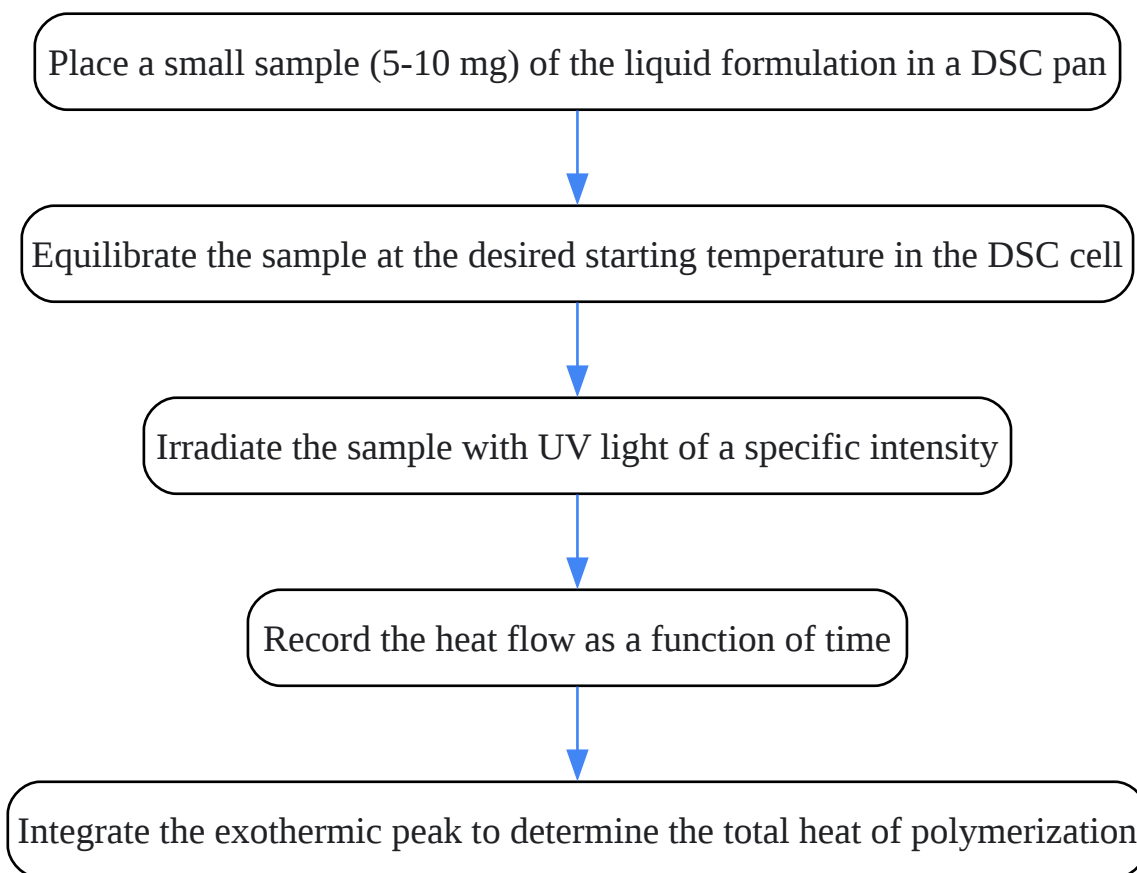 Place a small sample (5-10 mg) of the liquid formulation in a DSC pan
Equilibrate the sample at the desired starting temperature in the DSC cell
Irradiate the sample with UV light of a specific intensity
Record the heat flow as a function of time
Integrate the exothermic peak to determine the total heat of polymerization